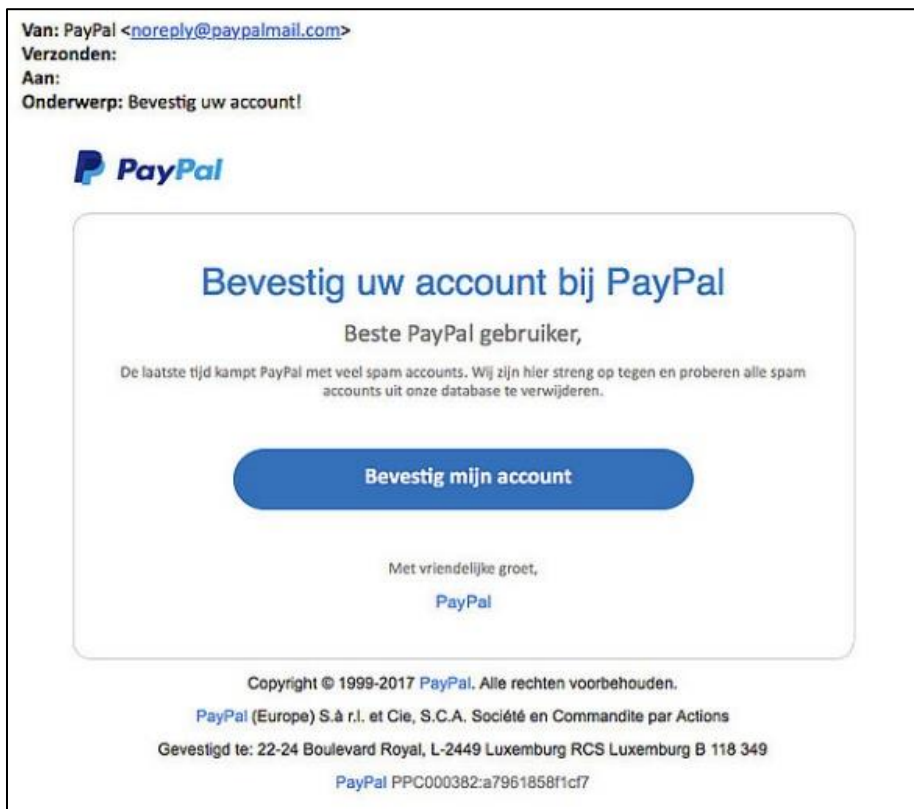 Van: PayPal <noreply@paypalmail.com>
Verzonden:
Aan:
Onderwerp: Bevestig uw account!
PayPal
Bevestig uw account bij PayPal
Beste PayPal gebruiker,
De laatste tijd kampt PayPal met veel spam accounts. Wij zijn hier streng op tegen en proberen alle spam
accounts uit onze database te verwijderen.
Bevestig mijn account
Met vriendelijke groet,
PayPal
Copyright © 1999-2017 PayPal. Alle rechten voorbehouden.
PayPal (Europe) S.à r.l. et Cie, S.C.A. Société en Commandite par Actions
Gevestigd te: 22-24 Boulevard Royal, L-2449 Luxemburg RCS Luxemburg B 118 349
PayPal PPC000382:a7961858f1cf7